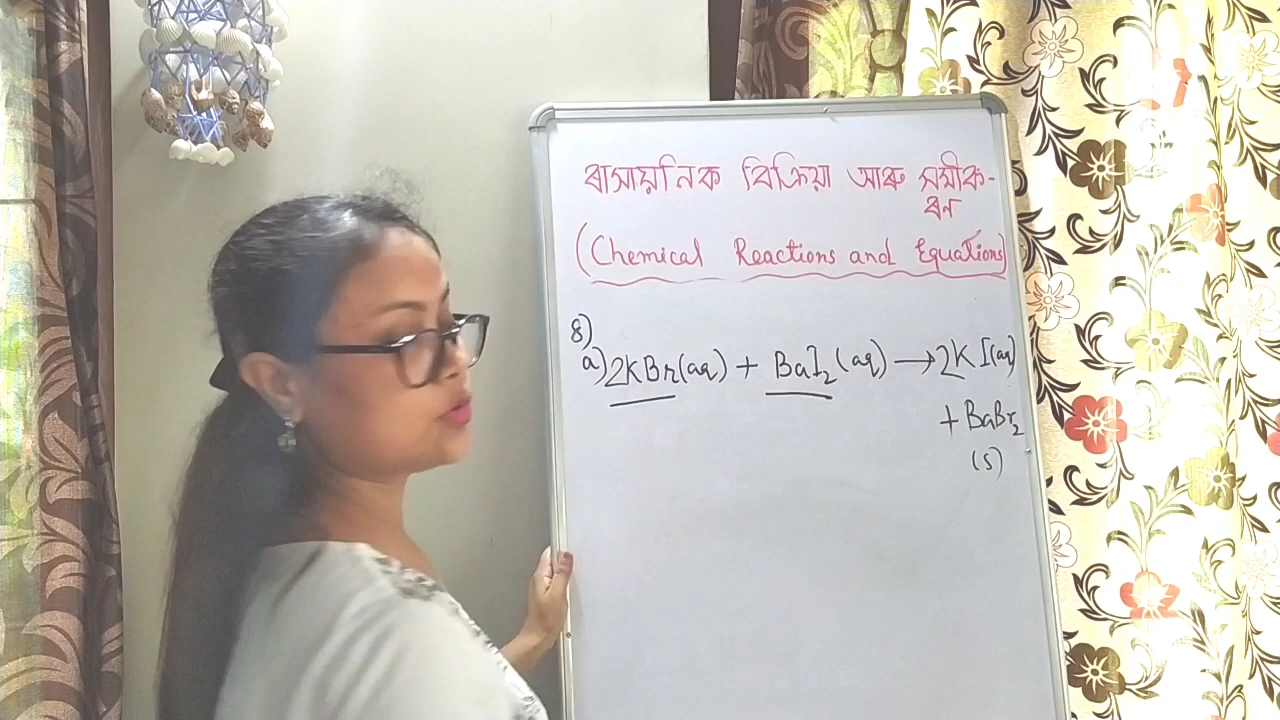 ৰাসায়নিক বিক্ৰিয়া আৰু সমীক-
ৰণ
(Chemical Reactions and Equations)
8)
a) 2KBr(aq) + BaI₂(aq) → 2KI(aq)
+ BaBr₂
(s)